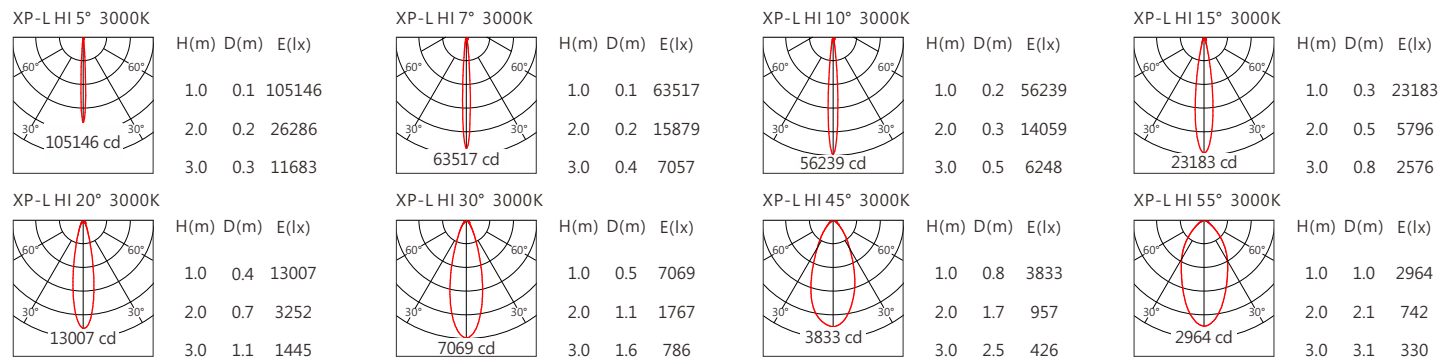 XP-L HI 5° 3000K
H(m) D(m) E(lx)
60° 60°
1.0 0.1 105146
30° 30°
2.0 0.2 26286
105146 cd
3.0 0.3 11683
XP-L HI 7° 3000K
H(m) D(m) E(lx)
60° 60°
1.0 0.1 63517
30° 30°
2.0 0.2 15879
63517 cd
3.0 0.4 7057
XP-L HI 10° 3000K
H(m) D(m) E(lx)
60° 60°
1.0 0.2 56239
30° 30°
2.0 0.3 14059
56239 cd
3.0 0.5 6248
XP-L HI 15° 3000K
H(m) D(m) E(lx)
60° 60°
1.0 0.3 23183
30° 30°
2.0 0.5 5796
23183 cd
3.0 0.8 2576
XP-L HI 20° 3000K
H(m) D(m) E(lx)
60° 60°
1.0 0.4 13007
30° 30°
2.0 0.7 3252
13007 cd
3.0 1.1 1445
XP-L HI 30° 3000K
H(m) D(m) E(lx)
60° 60°
1.0 0.5 7069
30° 30°
2.0 1.1 1767
7069 cd
3.0 1.6 786
XP-L HI 45° 3000K
H(m) D(m) E(lx)
60° 60°
1.0 0.8 3833
30° 30°
2.0 1.7 957
3833 cd
3.0 2.5 426
XP-L HI 55° 3000K
H(m) D(m) E(lx)
60° 60°
1.0 1.0 2964
30° 30°
2.0 2.1 742
2964 cd
3.0 3.1 330